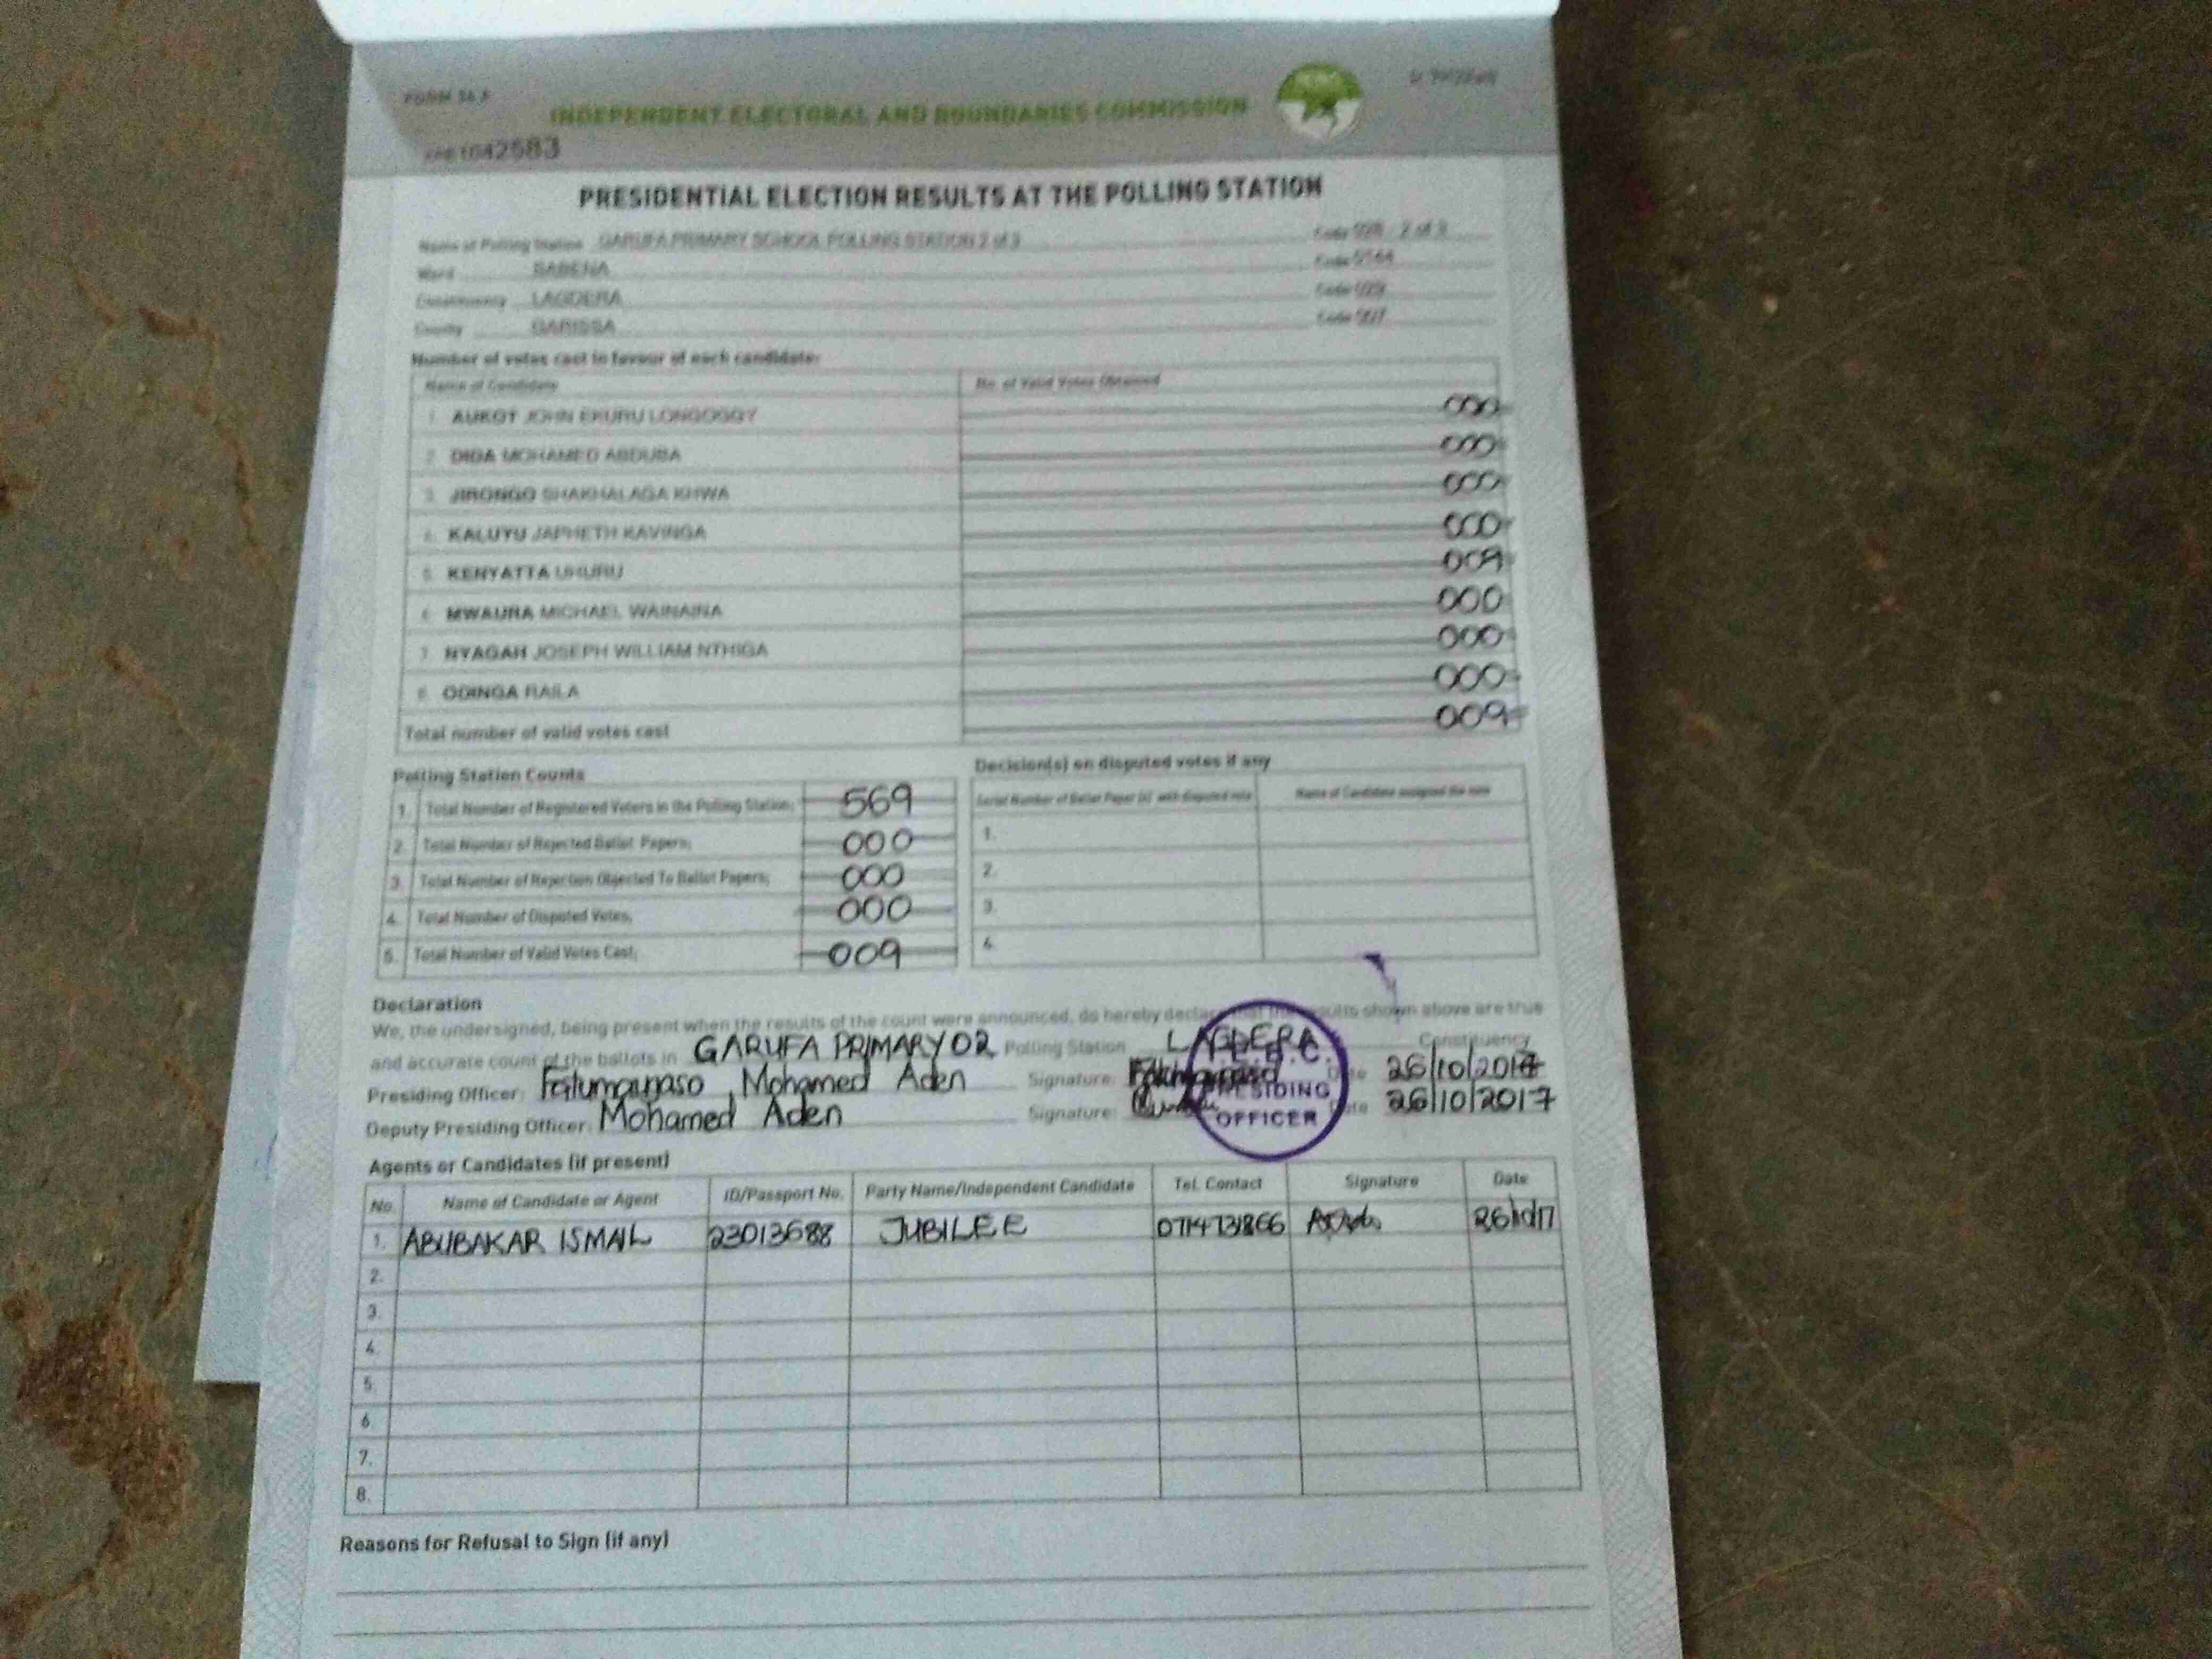 FORM 34 A
INDEPENDENT ELECTORAL AND BOUNDARIES COMMISSION
1042583
PRESIDENTIAL ELECTION RESULTS AT THE POLLING STATION
Name of Polling Station GARUFA PRIMARY SCHOOL POLLING STATION 2 of 3 Code 2 of 3
Ward SABENA Code
Constituency LAGDERA Code
County GARISSA Code
Number of votes cast in favour of each candidate:
Name of Candidate No. of Valid Votes Obtained
1. AUKOT JOHN EKURU LONGOGGY 000
2. DIDA MOHAMED ABDUBA 000
3. JIRONGO SHAKHALAGA KHWA 000
4. KALUYU JAPHETH KAVINGA 000
5. KENYATTA UHURU 009
6. MWAURA MICHAEL WAINAINA 000
7. NYAGAH JOSEPH WILLIAM NTHIGA 000
8. ODINGA RAILA 000
Total number of valid votes cast 009
Polling Station Counts
1. Total Number of Registered Voters in the Polling Station; 569
2. Total Number of Rejected Ballot Papers; 000
3. Total Number of Rejection Objected To Ballot Papers; 000
4. Total Number of Disputed Votes; 000
5. Total Number of Valid Votes Cast; 009
Decision(s) on disputed votes if any
Serial Number of Ballot Paper (s) with disputed vote Name of Candidate assigned the vote
1.
2.
3.
4.
Declaration
We, the undersigned, being present when the results of the count were announced, do hereby declare that the results shown above are true
and accurate count of the ballots in GARUFA PRIMARY 02 Polling Station LAGDERA Constituency
Presiding Officer: Mohamed Aden Signature: Date 26/10/2017
Deputy Presiding Officer: Mohamed Aden Signature: Date 26/10/2017
I.E.B.C.
PRESIDING
OFFICER
Agents or Candidates (if present)
No. Name of Candidate or Agent ID/Passport No. Party Name/Independent Candidate Tel. Contact Signature Date
1. ABUBAKAR ISMAIL 23013688 JUBILEE 0714731866 26/10/17
2.
3.
4.
5.
6.
7.
8.
Reasons for Refusal to Sign (if any)